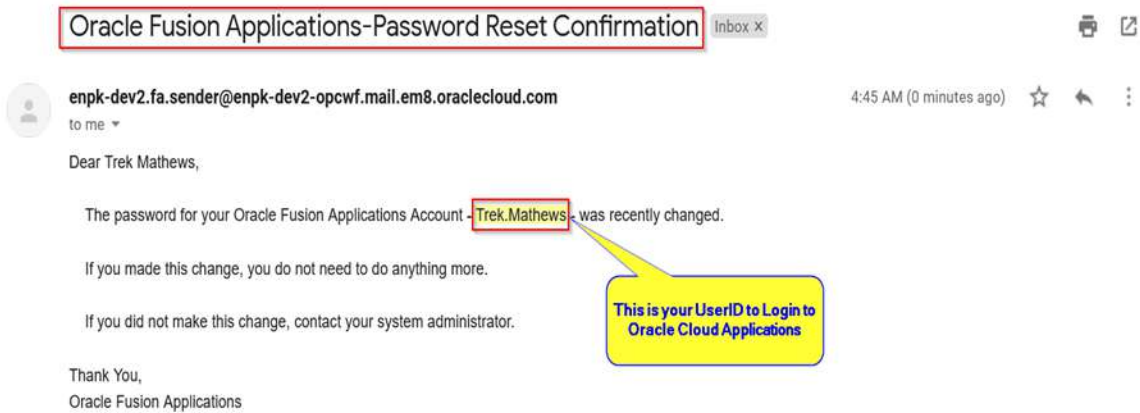 Oracle Fusion Applications-Password Reset Confirmation Inbox x
enpk-dev2.fa.sender@enpk-dev2-opcwf.mail.em8.oraclecloud.com 4:45 AM (0 minutes ago)
to me
Dear Trek Mathews,
The password for your Oracle Fusion Applications Account - Trek.Mathews - was recently changed.
If you made this change, you do not need to do anything more.
If you did not make this change, contact your system administrator.
This is your UserID to Login to
Oracle Cloud Applications
Thank You,
Oracle Fusion Applications